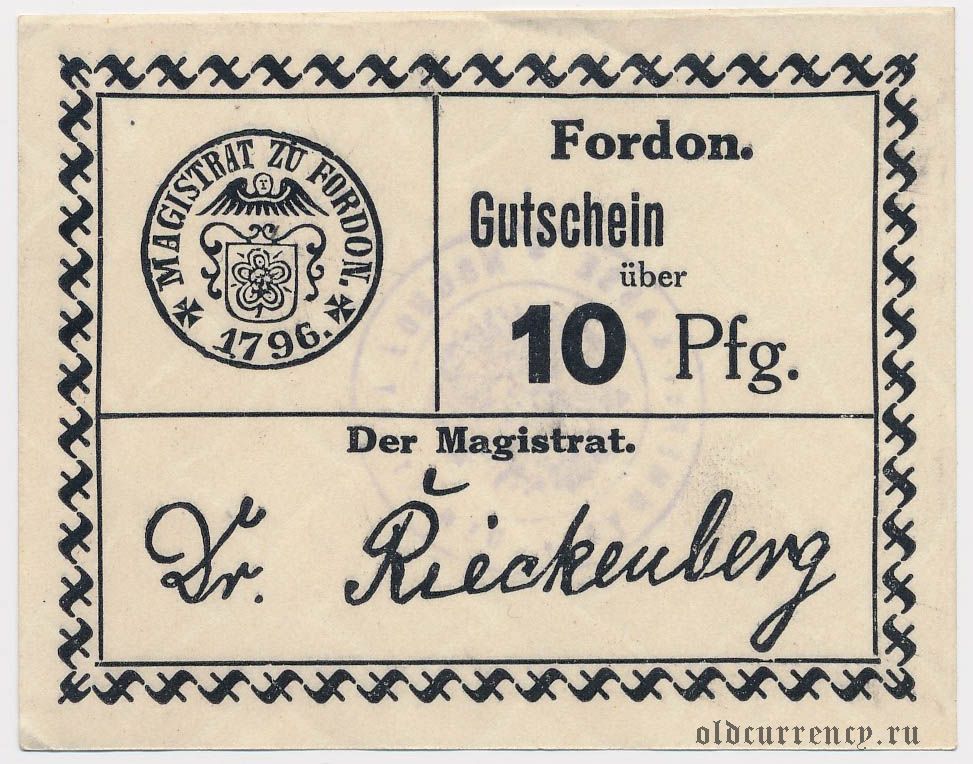 MAGISTRAT ZU FORDON.
1796.
Fordon.
Gutschein
über
10 Pfg.
Der Magistrat.
Dr. Rieckenberg
oldcurrency.ru